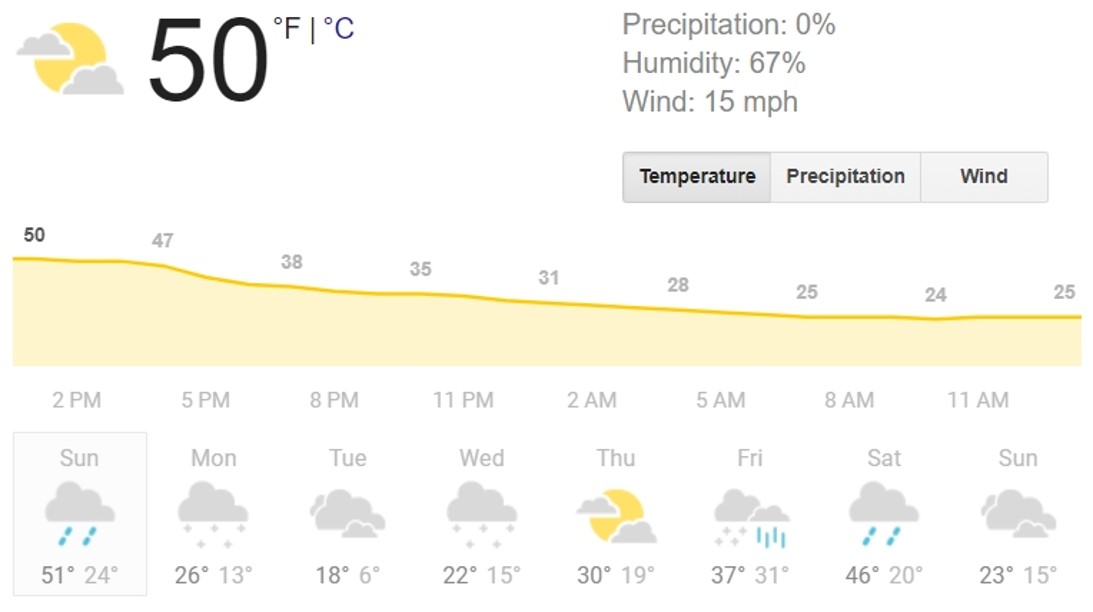 50 °F | °C
Precipitation: 0%
Humidity: 67%
Wind: 15 mph
Temperature Precipitation Wind
50 47 38 35 31 28 25 24 25
2 PM 5 PM 8 PM 11 PM 2 AM 5 AM 8 AM 11 AM
Sun Mon Tue Wed Thu Fri Sat Sun
51° 24° 26° 13° 18° 6° 22° 15° 30° 19° 37° 31° 46° 20° 23° 15°